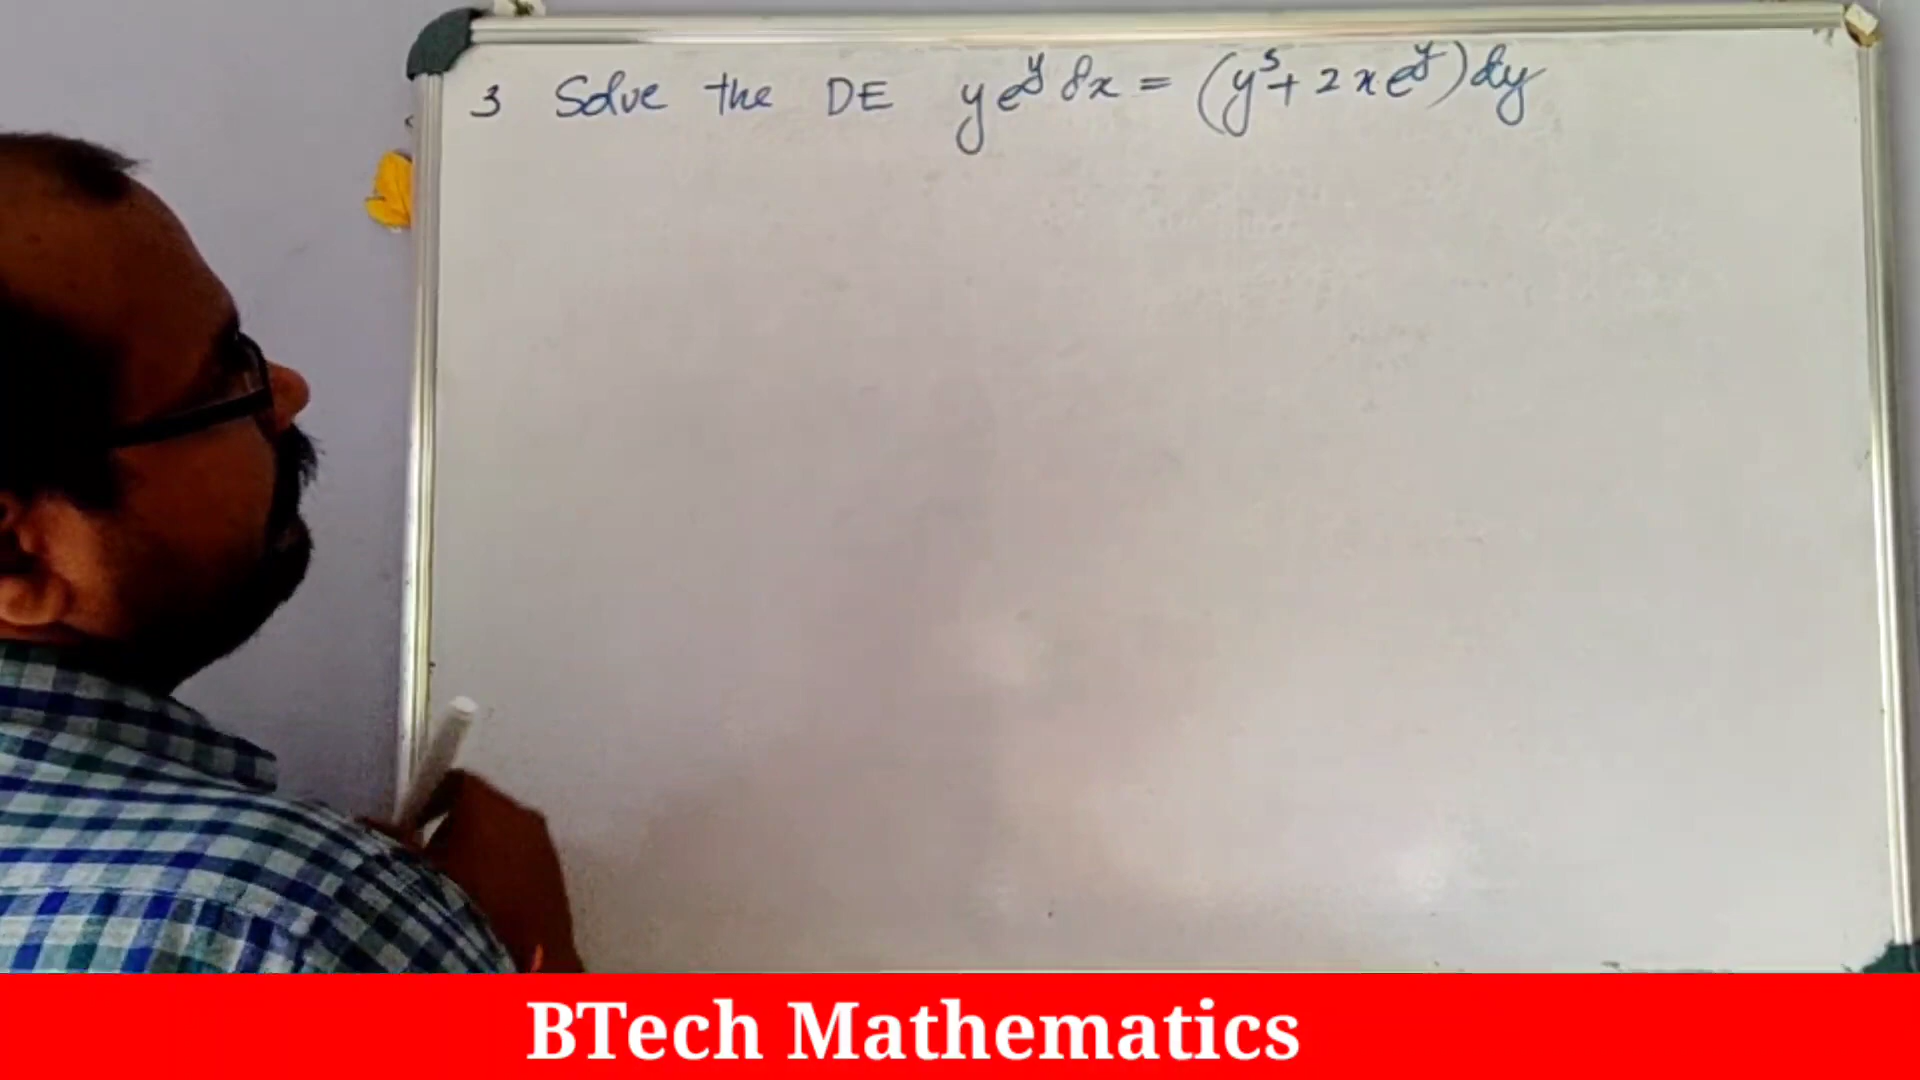 3 Solve the DE ye^y dx = (y^3 + 2xe^y)dy
BTech Mathematics